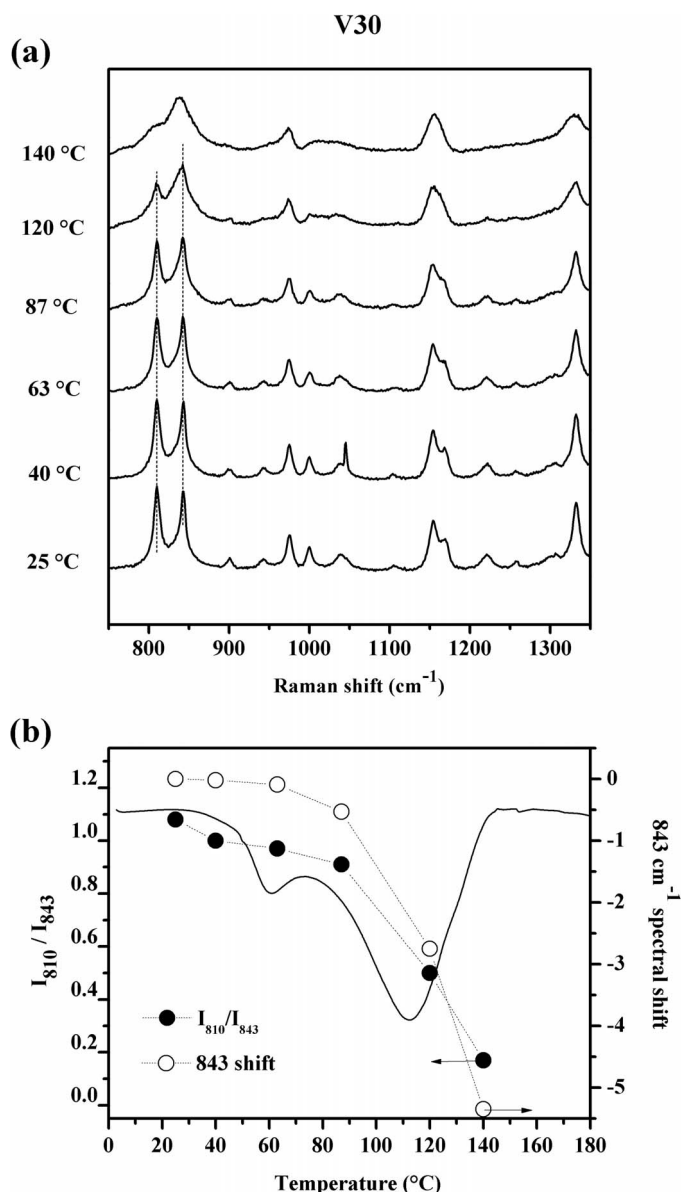 V30
(a)
140 °C
120 °C
87 °C
63 °C
40 °C
25 °C
800 900 1000 1100 1200 1300
Raman shift (cm⁻¹)
(b)
1.2
1.0
0.8
0.6
0.4
0.2
0.0
I₈₁₀ / I₈₄₃
I₈₁₀/I₈₄₃
843 shift
0
-1
-2
-3
-4
-5
843 cm⁻¹
spectral shift
0 20 40 60 80 100 120 140 160 180
Temperature (°C)